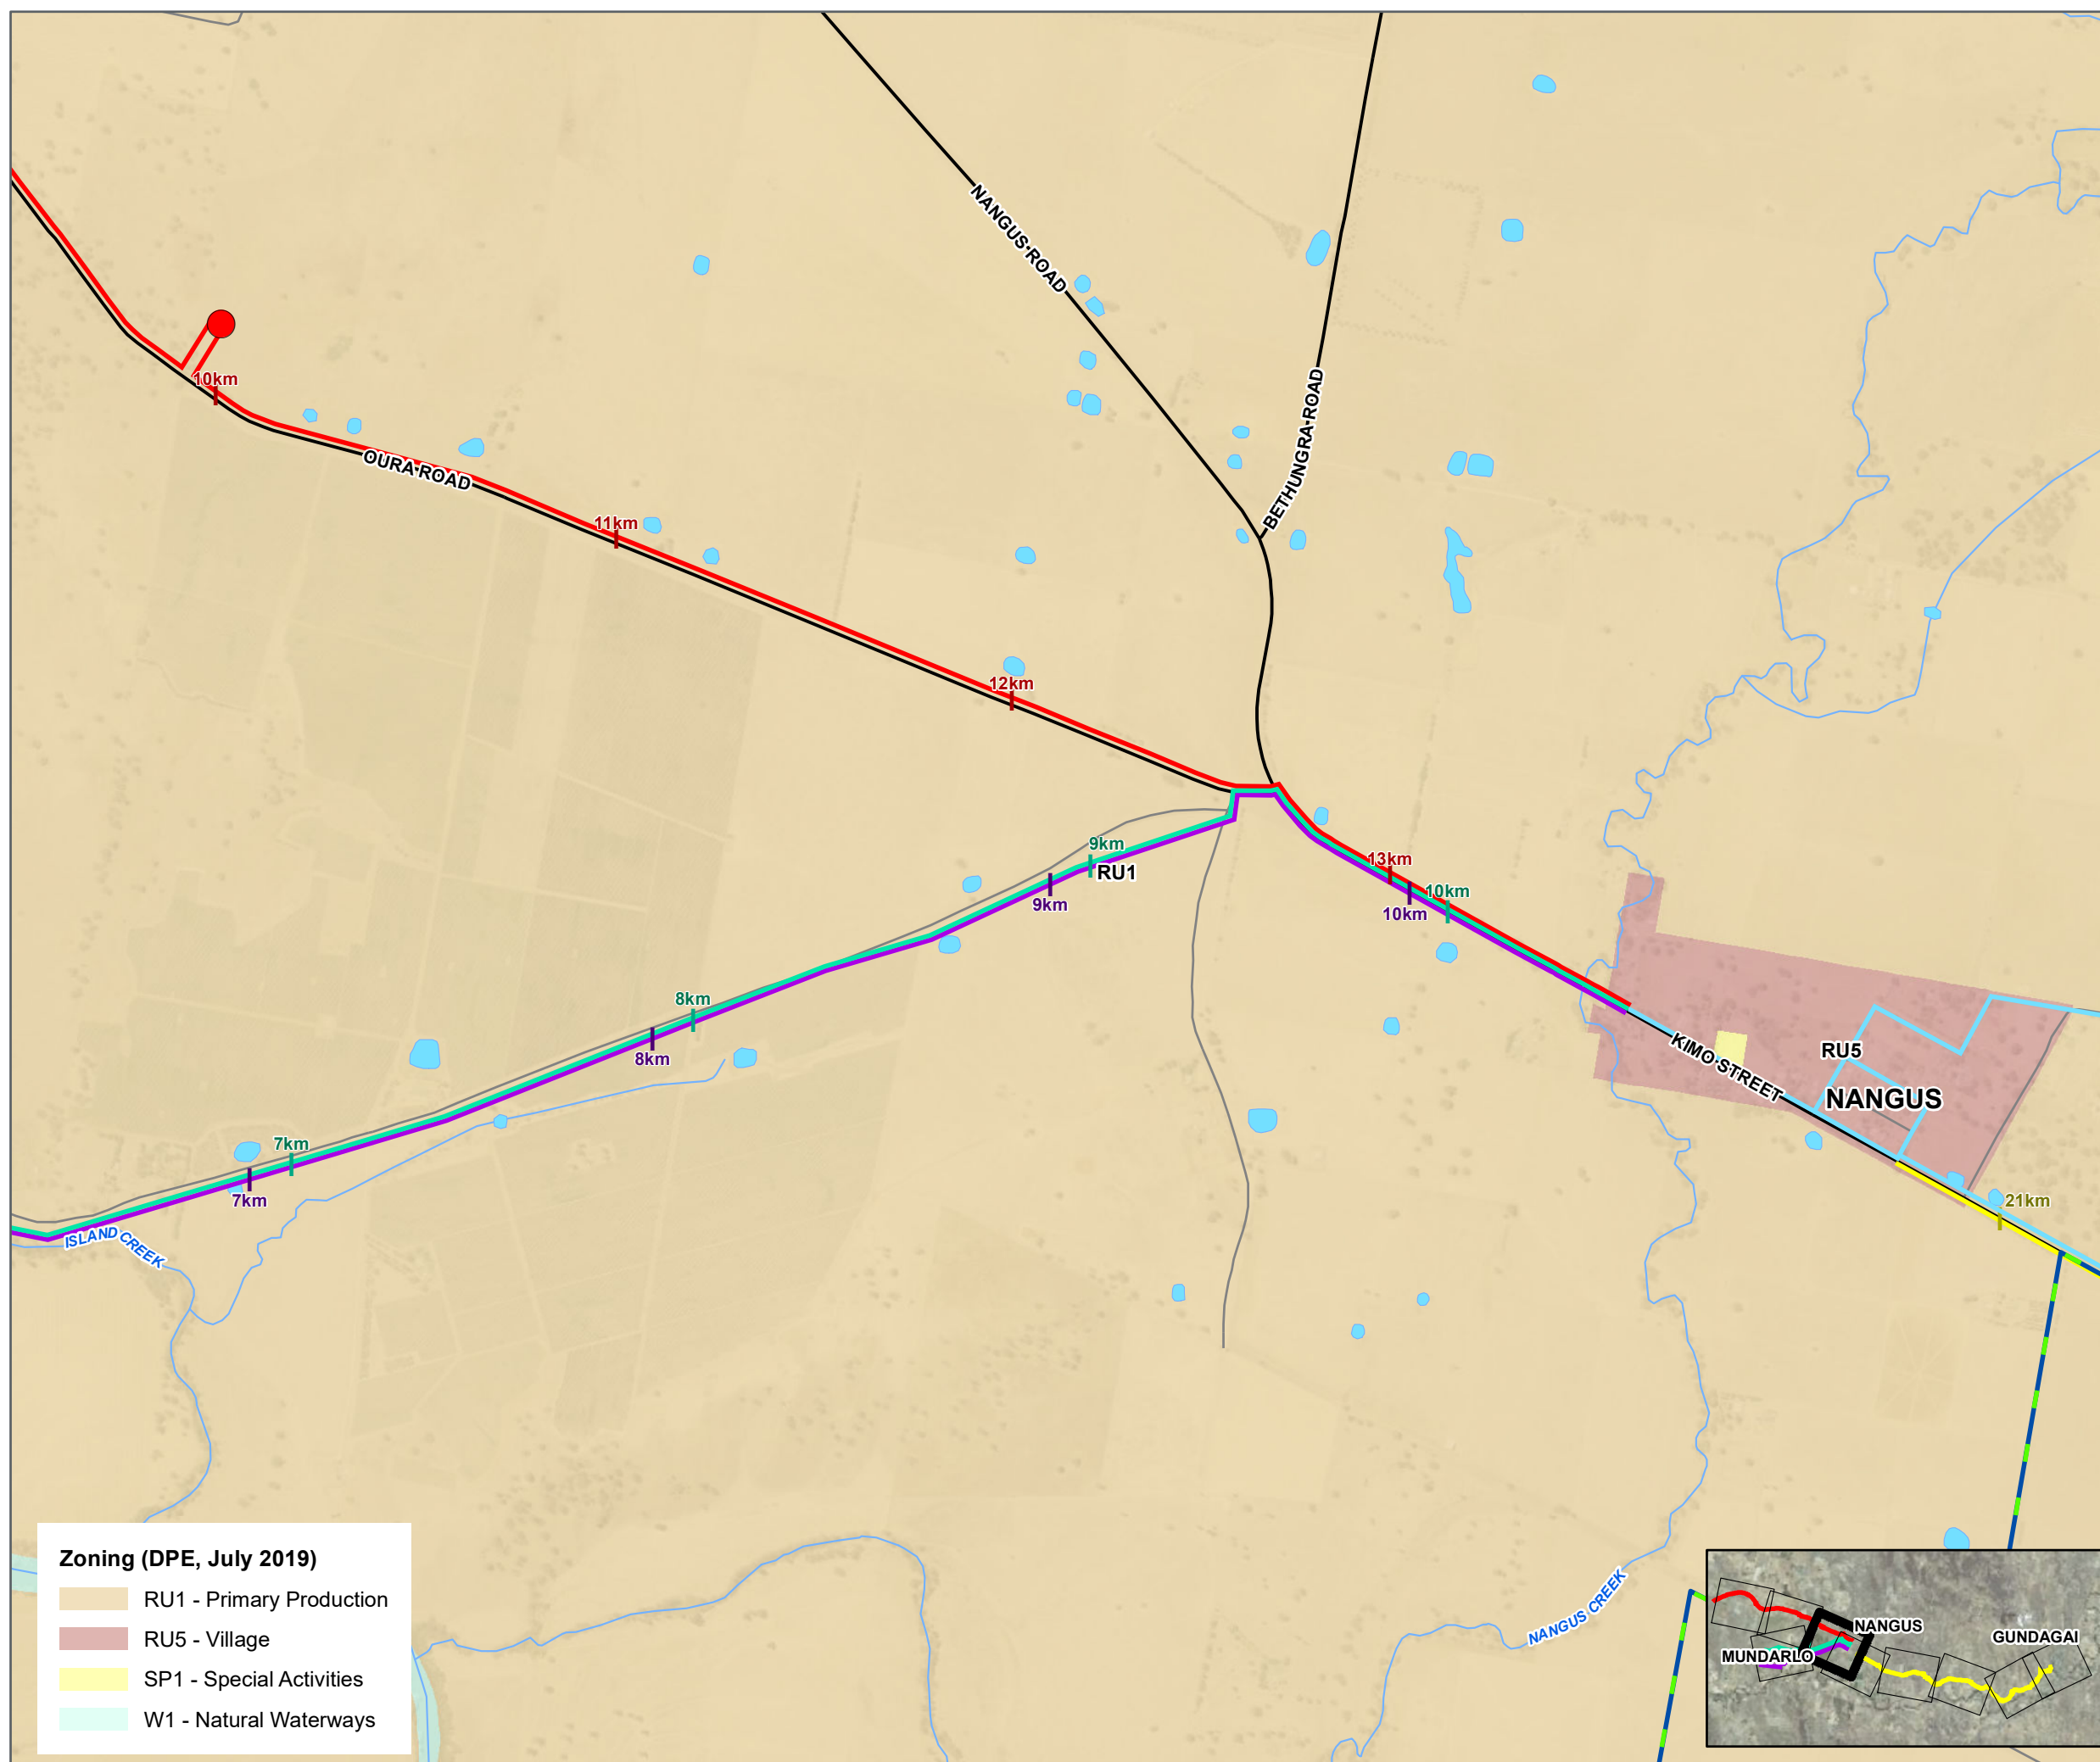 NANGUS ROAD
BETHUNGRA ROAD
10km
OURA ROAD
11km
12km
9km
RU1
9km
13km
10km
10km
8km
8km
KIMO STREET
RU5
NANGUS
7km
7km
21km
ISLAND CREEK
NANGUS CREEK
Zoning (DPE, July 2019)
RU1 - Primary Production
RU5 - Village
SP1 - Special Activities
W1 - Natural Waterways
NANGUS
GUNDAGAI
MUNDARLO